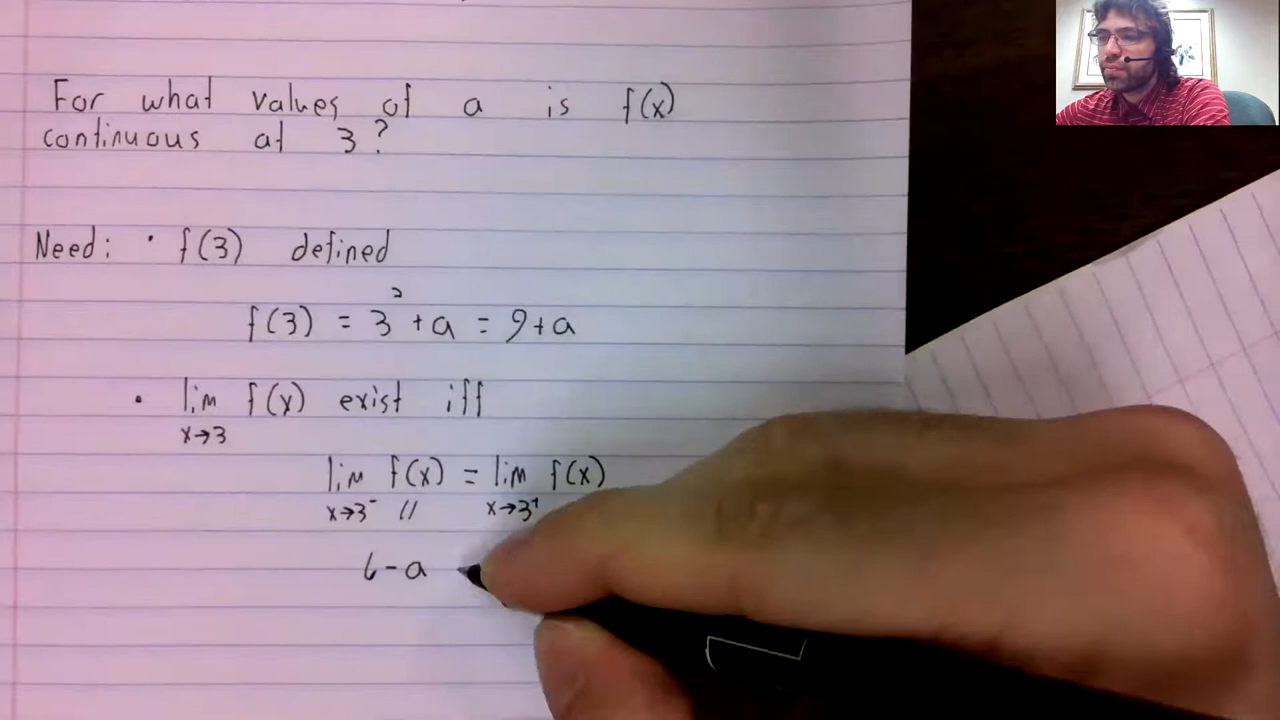 For what values of a is f(x)
continuous at 3?
Need: • f(3) defined
f(3) = 3² + a = 9 + a
• lim f(x) exist iff
x→3
lim f(x) = lim f(x)
x→3⁻ // x→3⁺
6 - a